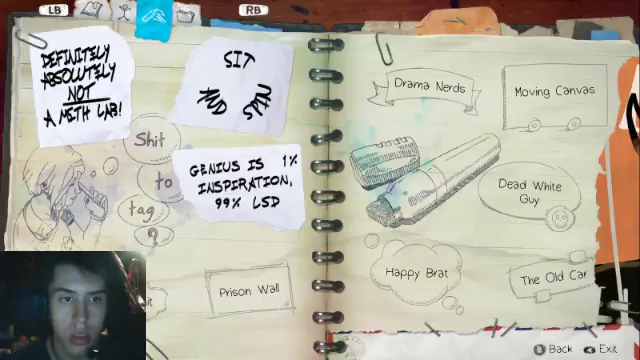 LB
RB
DEFINITELY
ABSOLUTELY
NOT
A METH LAB!
SIT
AND
Shit
to
tag
?
GENIUS IS 1%
INSPIRATION,
99% LSD
Prison Wall
Drama Nerds
Moving Canvas
Dead White
Guy
Happy Brat
The Old Car
B Back
Exit